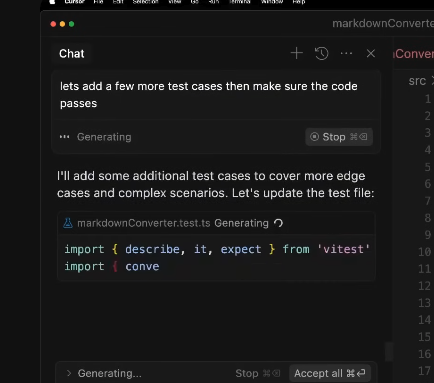 Cursor File Edit Selection View Go Run Terminal Window Help
markdownConverte
Chat
Conver
lets add a few more test cases then make sure the code
passes
src
Generating
Stop ⌘⌫
I'll add some additional test cases to cover more edge
cases and complex scenarios. Let's update the test file:
markdownConverter.test.ts Generating
import { describe, it, expect } from 'vitest'
import { conve
Generating...
Stop ⌘⌫ Accept all ⌘⏎
1
2
3
4
5
6
7
8
9
10
11
12
13
14
15
16
17